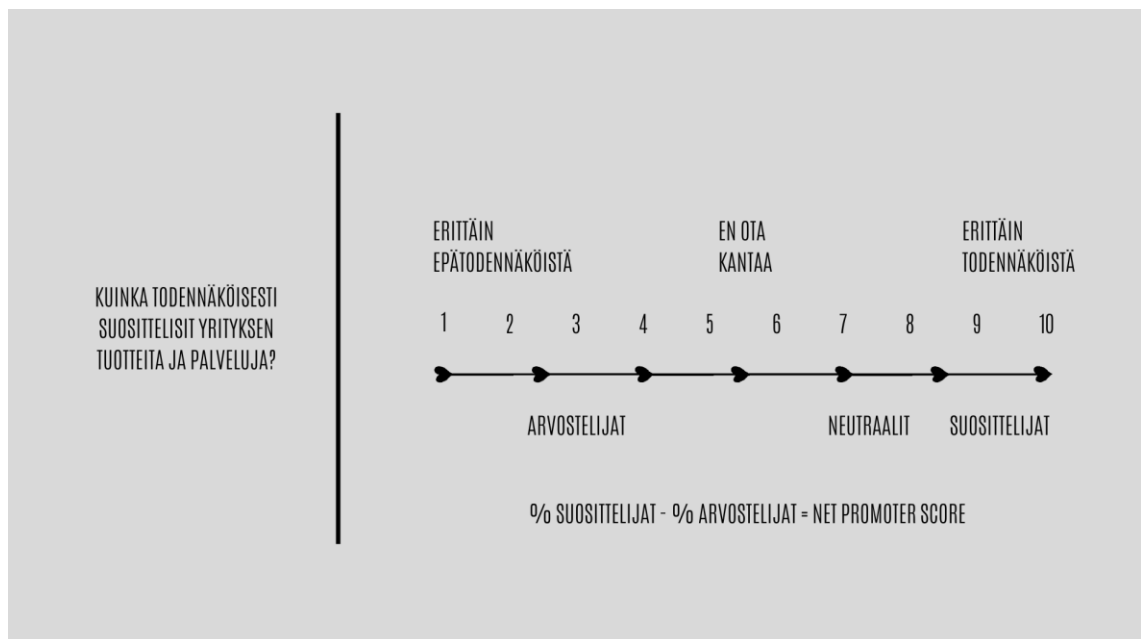 KUINKA TODENNÄKÖISESTI
SUOSITTELISIT YRITYKSEN
TUOTTEITA JA PALVELUJA?
ERITTÄIN
EPÄTODENNÄKÖISTÄ
EN OTA
KANTAA
ERITTÄIN
TODENNÄKÖISTÄ
1 2 3 4 5 6 7 8 9 10
ARVOSTELIJAT NEUTRAALIT SUOSITTELIJAT
% SUOSITTELIJAT - % ARVOSTELIJAT = NET PROMOTER SCORE